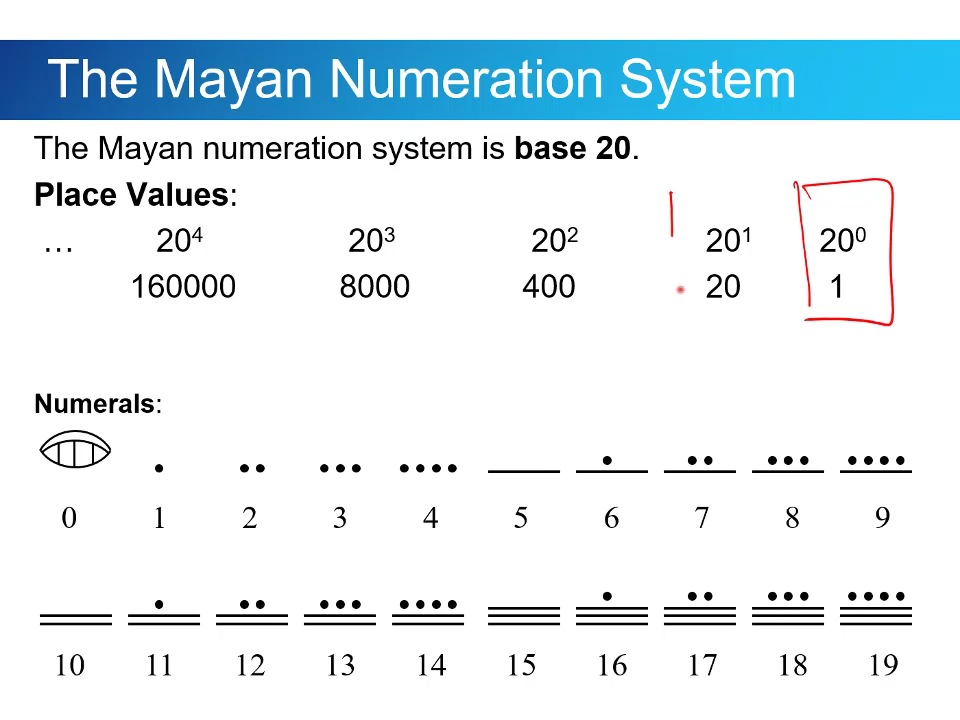 The Mayan Numeration System
The Mayan numeration system is base 20.
Place Values:
… 20⁴ 20³ 20² 20¹ 20⁰
160000 8000 400 20 1
Numerals:
0 1 2 3 4 5 6 7 8 9
10 11 12 13 14 15 16 17 18 19